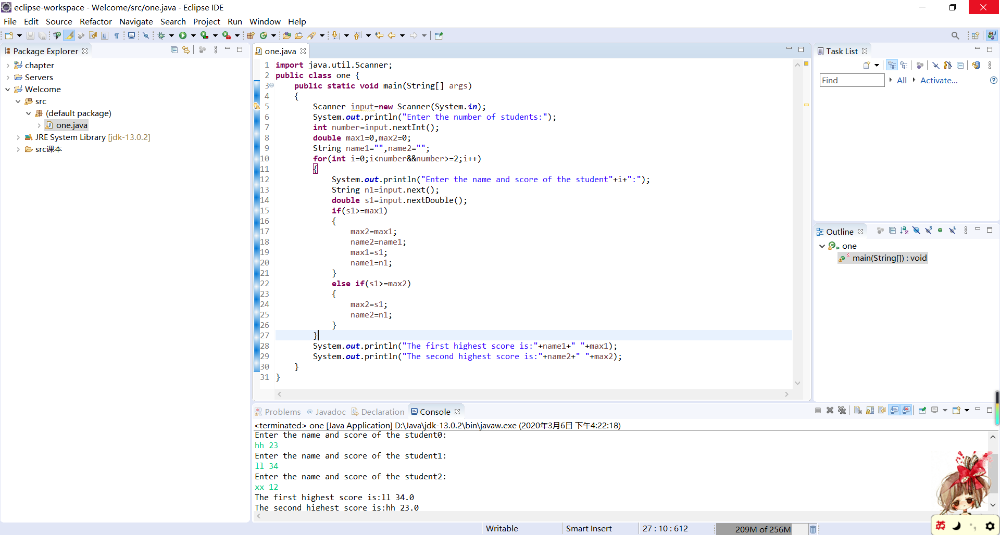 eclipse-workspace - Welcome/src/one.java - Eclipse IDE
File Edit Source Refactor Navigate Search Project Run Window Help
Package Explorer
chapter
Servers
Welcome
src
(default package)
one.java
JRE System Library [jdk-13.0.2]
src课本
one.java
1 import java.util.Scanner;
2 public class one {
3 public static void main(String[] args)
4 {
5 Scanner input=new Scanner(System.in);
6 System.out.println("Enter the number of students:");
7 int number=input.nextInt();
8 double max1=0,max2=0;
9 String name1="",name2="";
10 for(int i=0;i<number&&number>=2;i++)
11 {
12 System.out.println("Enter the name and score of the student"+i+":");
13 String n1=input.next();
14 double s1=input.nextDouble();
15 if(s1>=max1)
16 {
17 max2=max1;
18 name2=name1;
19 max1=s1;
20 name1=n1;
21 }
22 else if(s1>=max2)
23 {
24 max2=s1;
25 name2=n1;
26 }
27 }
28 System.out.println("The first highest score is:"+name1+" "+max1);
29 System.out.println("The second highest score is:"+name2+" "+max2);
30 }
31 }
Problems @ Javadoc Declaration Console
<terminated> one [Java Application] D:\Java\jdk-13.0.2\bin\javaw.exe (2020年3月6日 下午4:22:18)
Enter the name and score of the student0:
hh 23
Enter the name and score of the student1:
ll 34
Enter the name and score of the student2:
xx 12
The first highest score is:ll 34.0
The second highest score is:hh 23.0
Task List
Find All Activate...
Outline
one
main(String[]) : void
Writable Smart Insert 27 : 10 : 612 209M of 256M
英